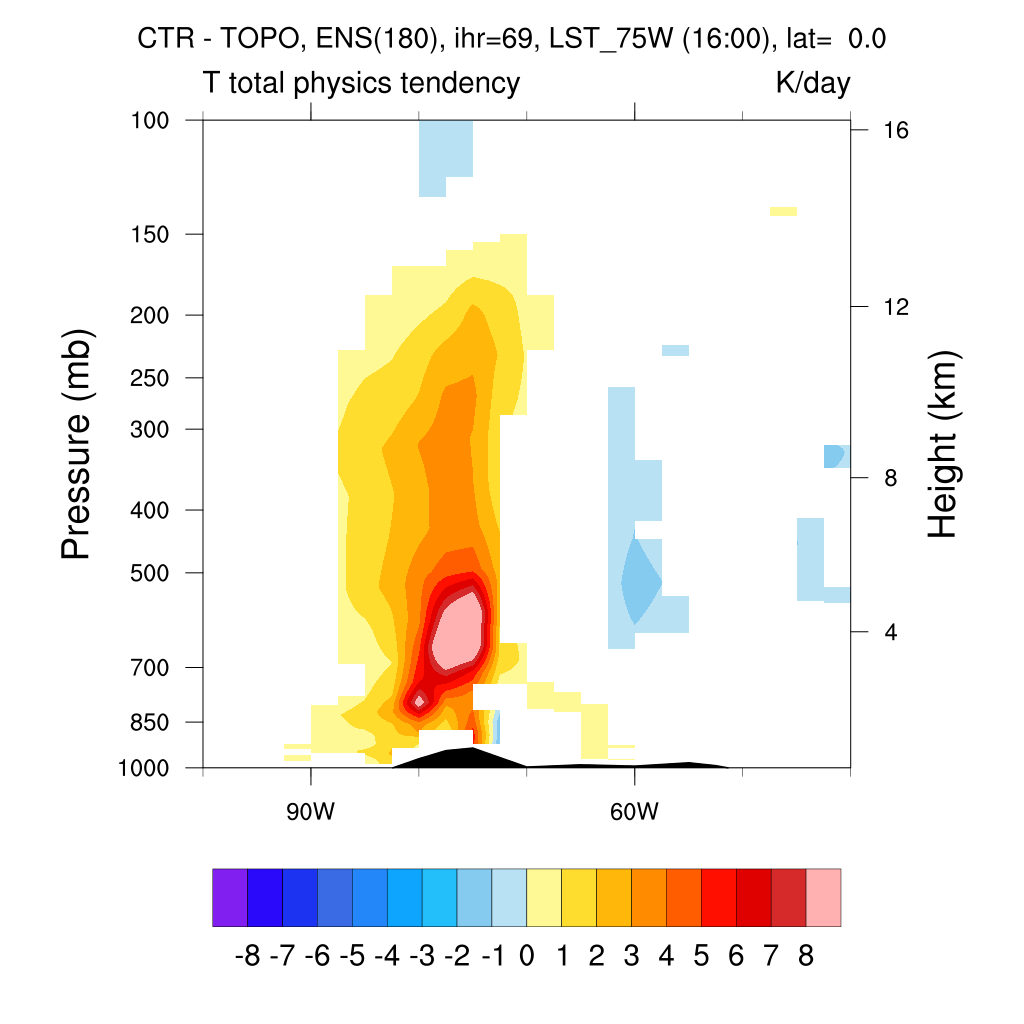 CTR - TOPO, ENS(180), ihr=69, LST_75W (16:00), lat=  0.0
T total physics tendency K/day
100
150
200
250
300
400
500
700
850
1000
Pressure (mb)
16
12
8
4
Height (km)
90W 60W
-8 -7 -6 -5 -4 -3 -2 -1 0 1 2 3 4 5 6 7 8